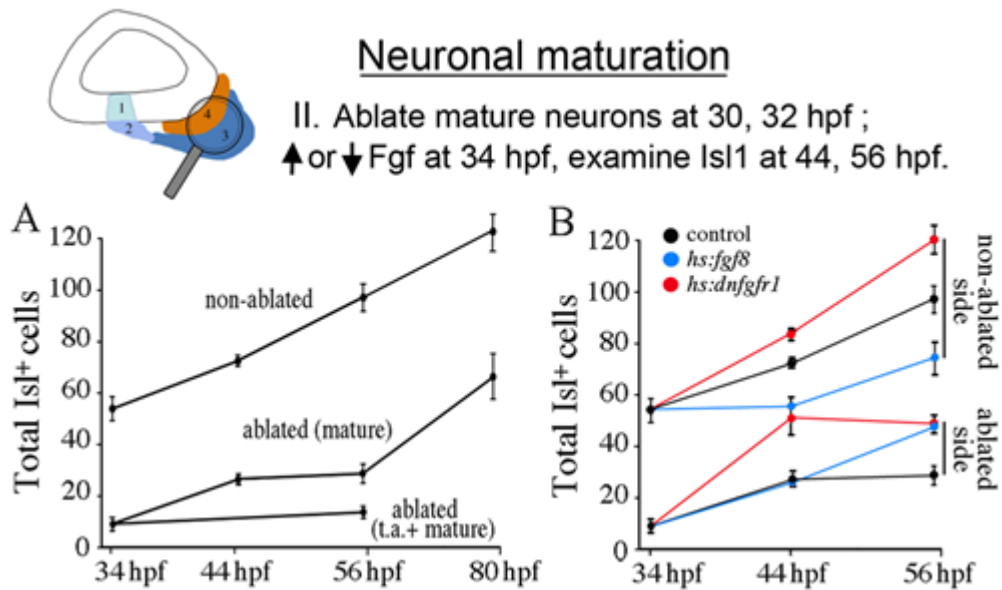 Neuronal maturation
II. Ablate mature neurons at 30, 32 hpf ;
↑ or ↓ Fgf at 34 hpf, examine Isl1 at 44, 56 hpf.
1
2
3
4
A
Total Isl⁺ cells
120
100
80
60
40
20
0
non-ablated
ablated (mature)
ablated
(t.a.+ mature)
34 hpf 44 hpf 56 hpf 80 hpf
B
control
hs:fgf8
hs:dnfgfr1
Total Isl⁺ cells
120
100
80
60
40
20
0
non-ablated
side
ablated
side
34 hpf 44 hpf 56 hpf